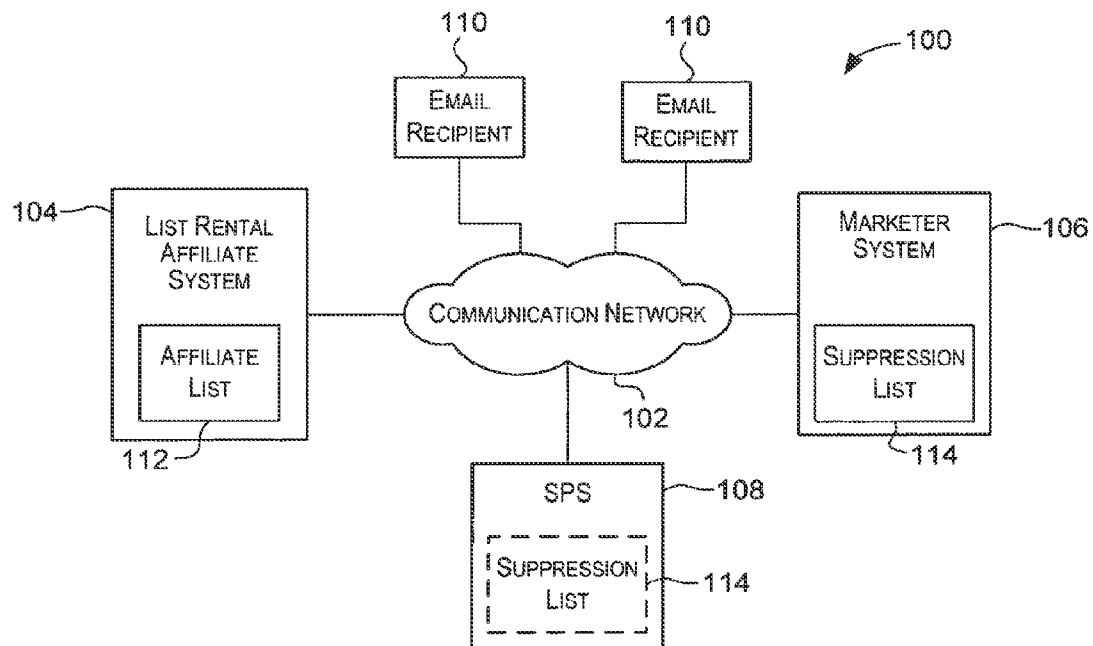 110
110
100
EMAIL
RECIPIENT
EMAIL
RECIPIENT
104
LIST RENTAL
AFFILIATE
SYSTEM
AFFILIATE
LIST
112
COMMUNICATION NETWORK
102
MARKETER
SYSTEM
106
SUPPRESSION
LIST
114
SPS
108
SUPPRESSION
LIST
114